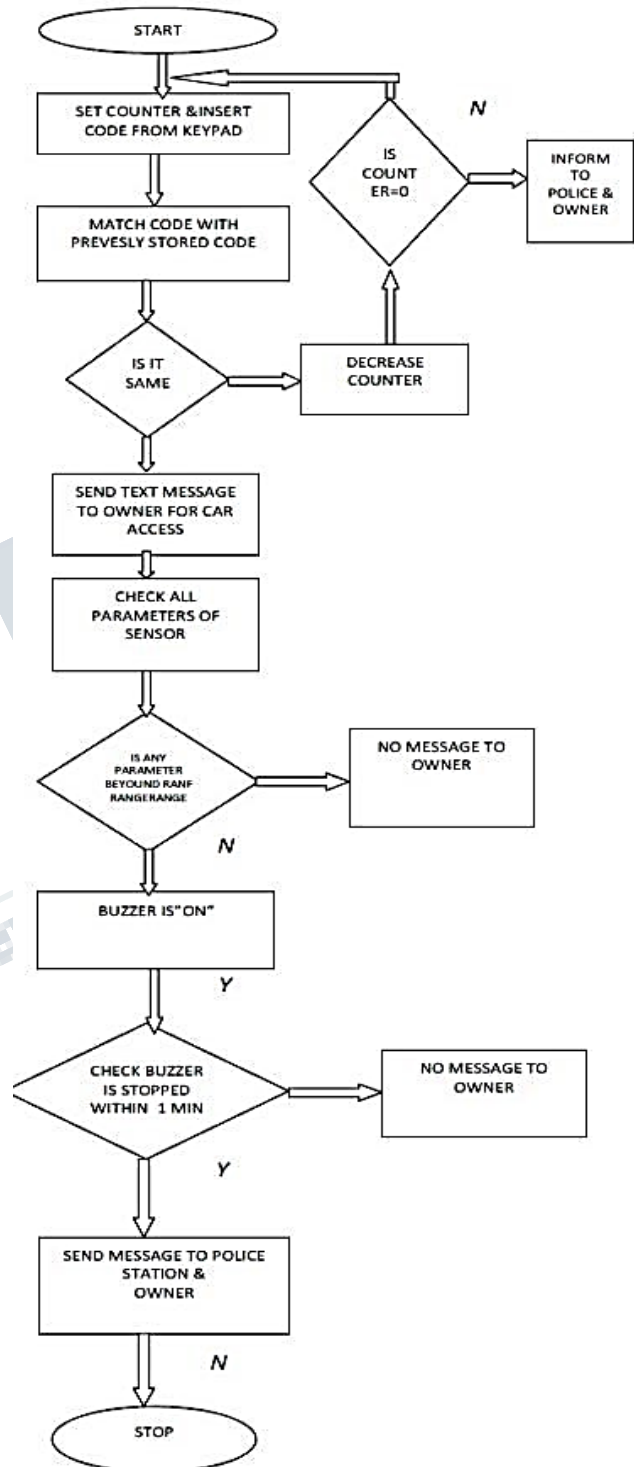 START
SET COUNTER &INSERT
CODE FROM KEYPAD
MATCH CODE WITH
PREVESLY STORED CODE
IS IT
SAME
DECREASE
COUNTER
IS
COUNT
ER=0
N
INFORM
TO
POLICE &
OWNER
SEND TEXT MESSAGE
TO OWNER FOR CAR
ACCESS
CHECK ALL
PARAMETERS OF
SENSOR
IS ANY
PARAMETER
BEYOUND RANF
RANGERANGE
NO MESSAGE TO
OWNER
N
BUZZER IS"ON"
Y
CHECK BUZZER
IS STOPPED
WITHIN 1 MIN
NO MESSAGE TO
OWNER
Y
SEND MESSAGE TO POLICE
STATION &
OWNER
N
STOP